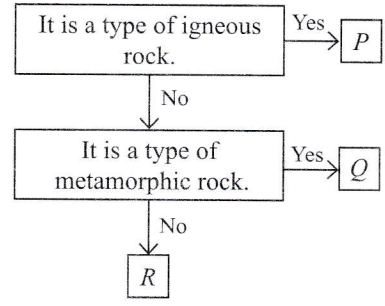 It is a type of igneous
rock.
Yes
P
No
It is a type of
metamorphic rock.
Yes
Q
No
R